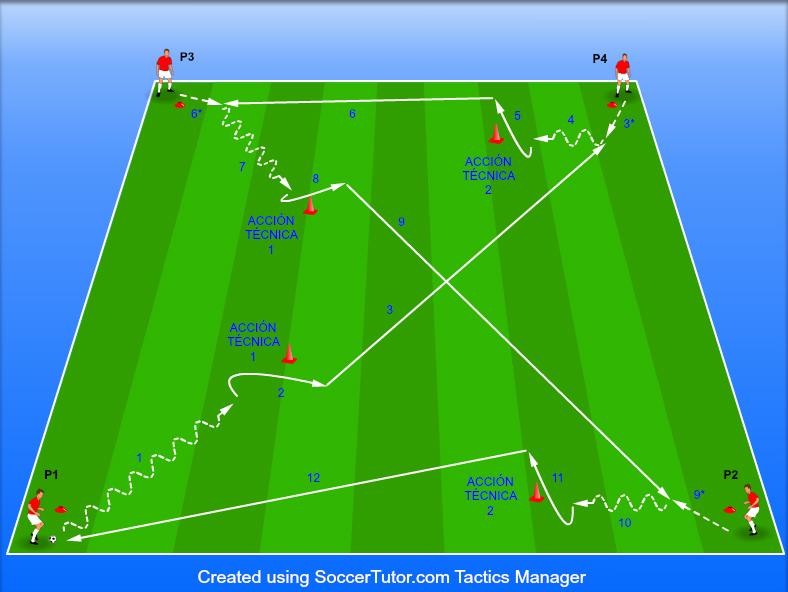 P3
P4
6*
6
5
4
3*
ACCIÓN
TÉCNICA
2
7
8
ACCIÓN
TÉCNICA
1
9
3
ACCIÓN
TÉCNICA
1
2
1
P1
12
ACCIÓN
TÉCNICA
2
11
10
9*
P2
Created using SoccerTutor.com Tactics Manager